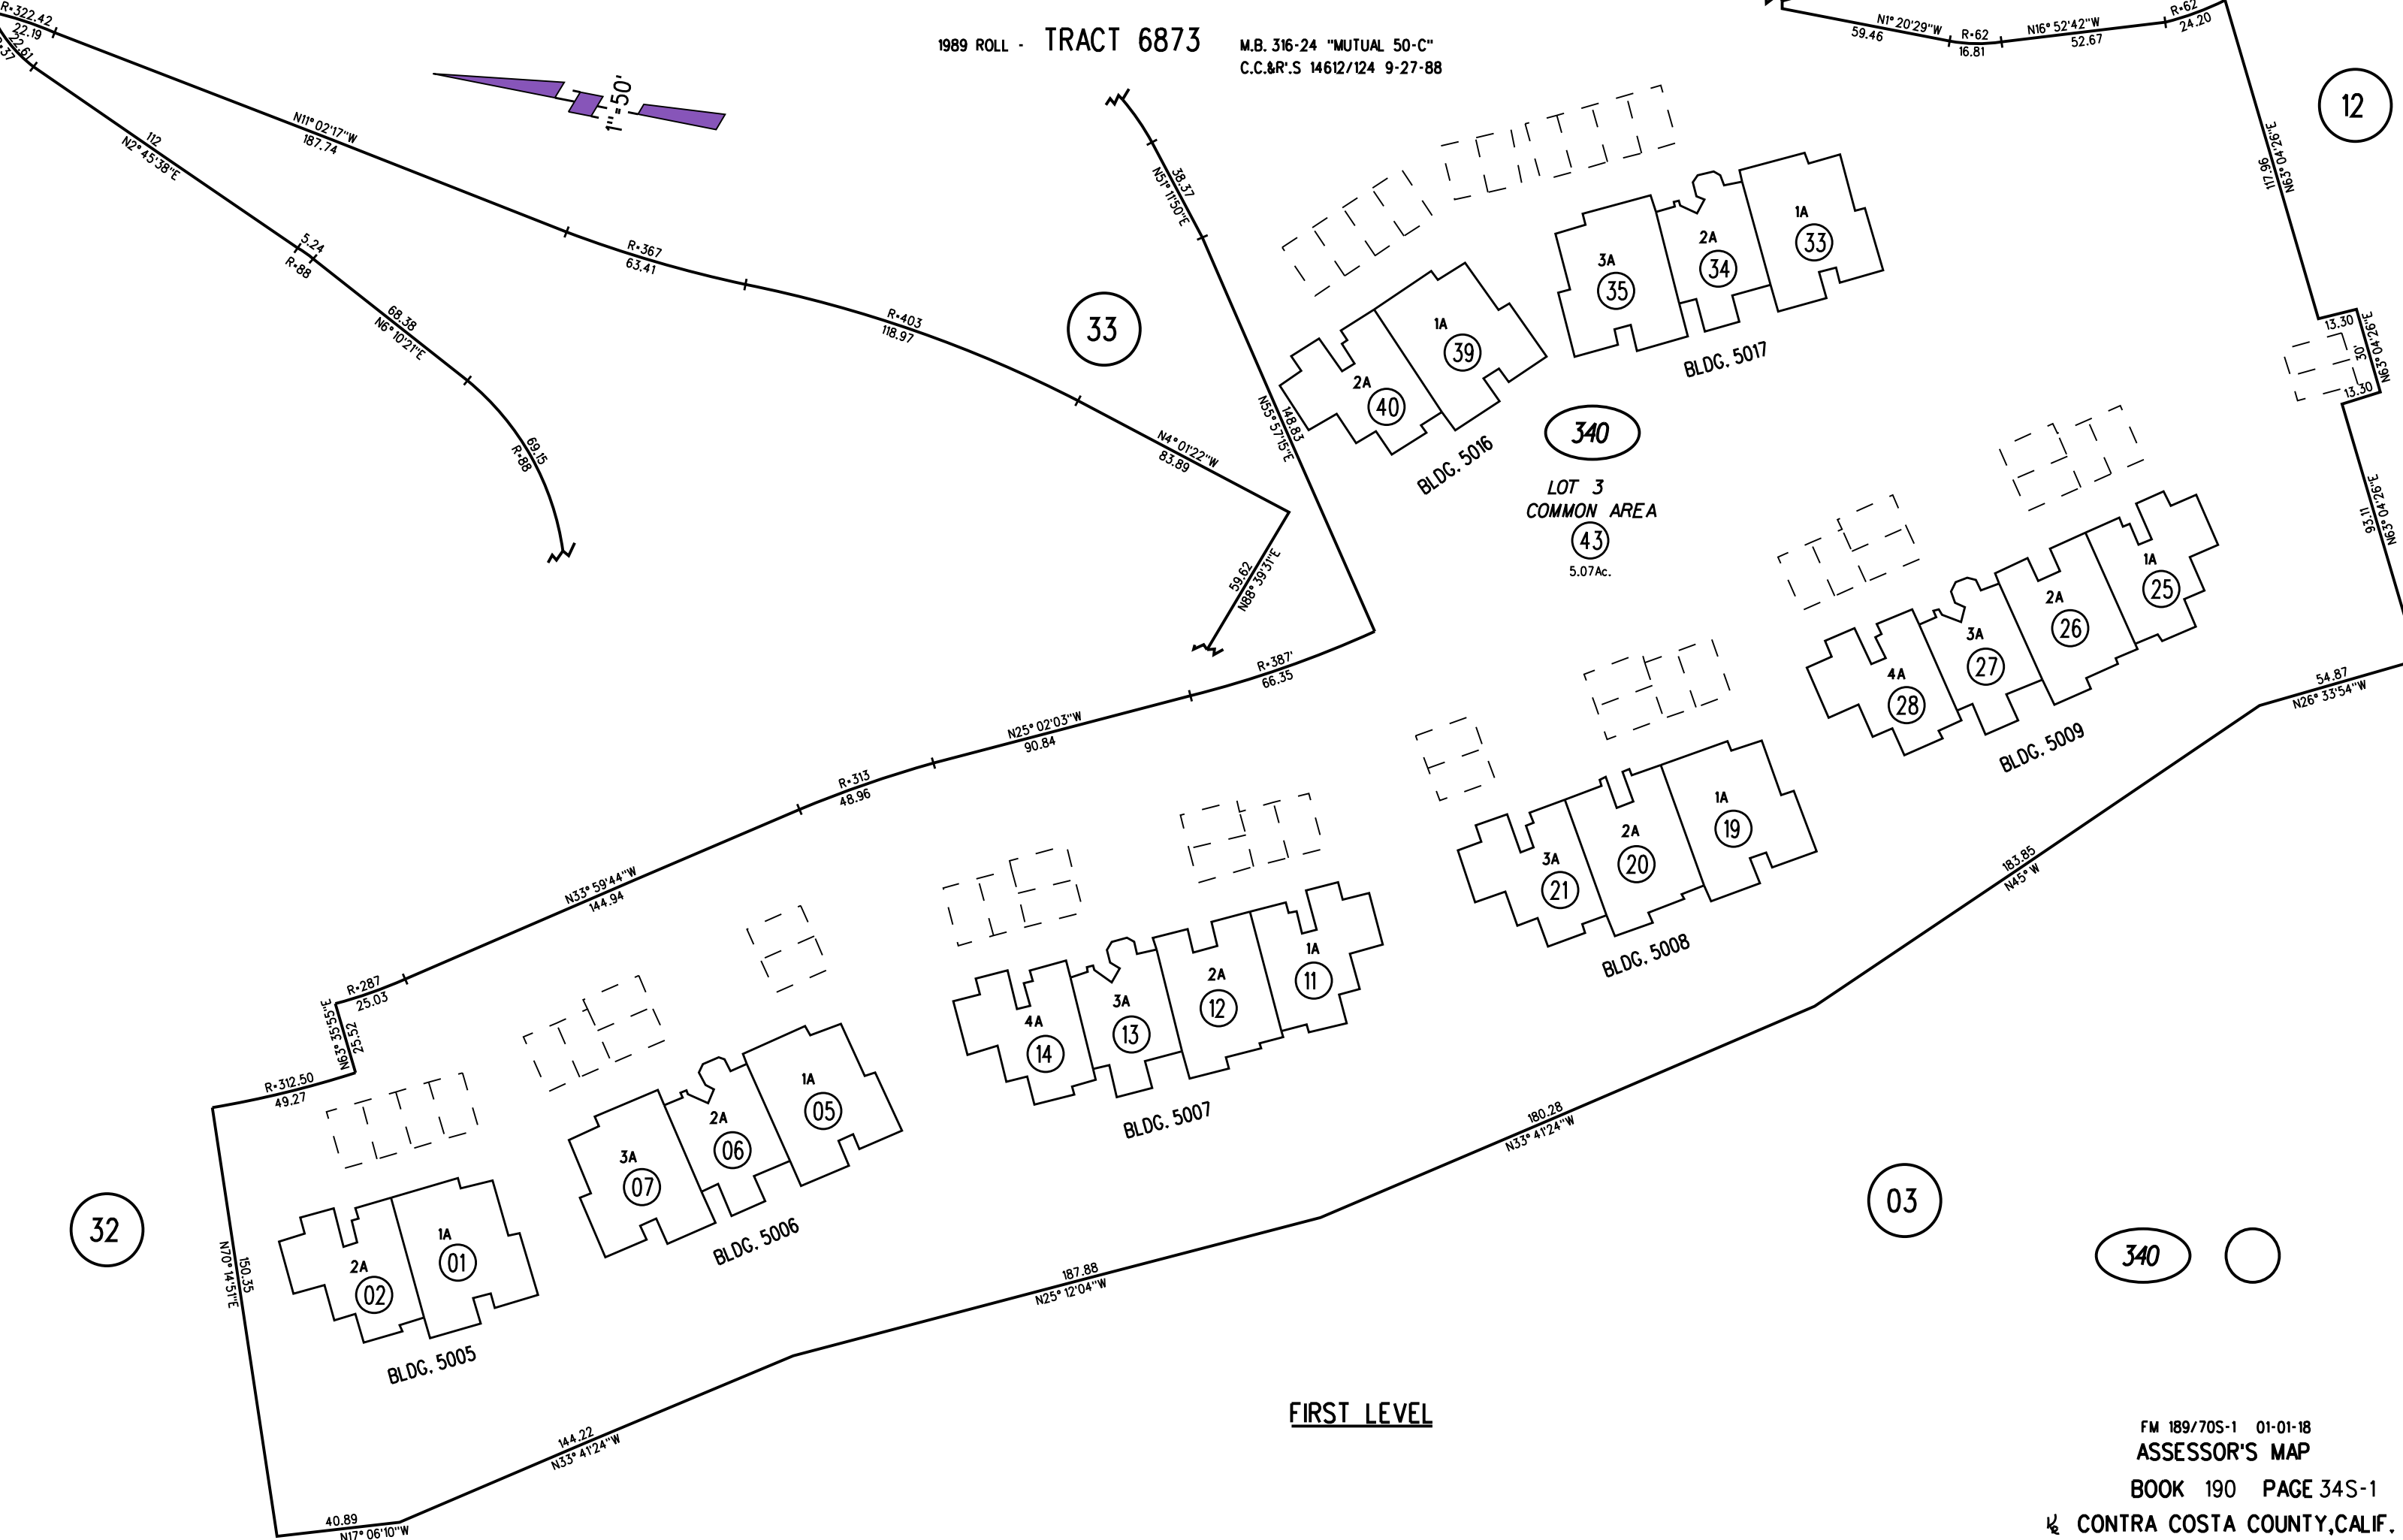 1989 ROLL - TRACT 6873 M.B. 316-24 "MUTUAL 50-C"
C.C.&R'.S 14612/124 9-27-88
1"=50'
R=322.42
22.19
22.61
R=37
N11° 02'17"W
187.74
112
N2° 45'38"E
5.24
R=88
68.38
N6° 10'21"E
69.15
R=88
R=367
63.41
R=403
118.97
N4° 01'22"W
83.89
59.62
N88° 39'31"E
33
38.37
N51° 11'50"E
148.83
N55° 57'15"E
N1° 20'29"W
59.46
R=62
16.81
N16° 52'42"W
52.67
R=62
24.20
12
N63° 04'26"E
117.96
13.30
N63° 04'26"E
30'
13.30
N63° 04'26"E
93.11
54.87
N26° 33'54"W
183.85
N45° W
180.28
N33° 41'24"W
187.88
N25° 12'04"W
144.22
N33° 41'24"W
40.89
N17° 06'10"W
150.35
N70° 14'51"E
R=312.50
49.27
N63° 35'55"E
25.52
R=287
25.03
N33° 59'44"W
144.94
R=313
48.96
N25° 02'03"W
90.84
R=387'
66.35
3A
35
2A
34
1A
33
BLDG. 5017
2A
40
1A
39
BLDG. 5016
340
LOT 3
COMMON AREA
43
5.07Ac.
4A
28
3A
27
2A
26
1A
25
BLDG. 5009
3A
21
2A
20
1A
19
BLDG. 5008
4A
14
3A
13
2A
12
1A
11
BLDG. 5007
3A
07
2A
06
1A
05
BLDG. 5006
2A
02
1A
01
BLDG. 5005
32
03
340
FIRST LEVEL
FM 189/70S-1 01-01-18
ASSESSOR'S MAP
BOOK 190 PAGE 34S-1
CONTRA COSTA COUNTY,CALIF.